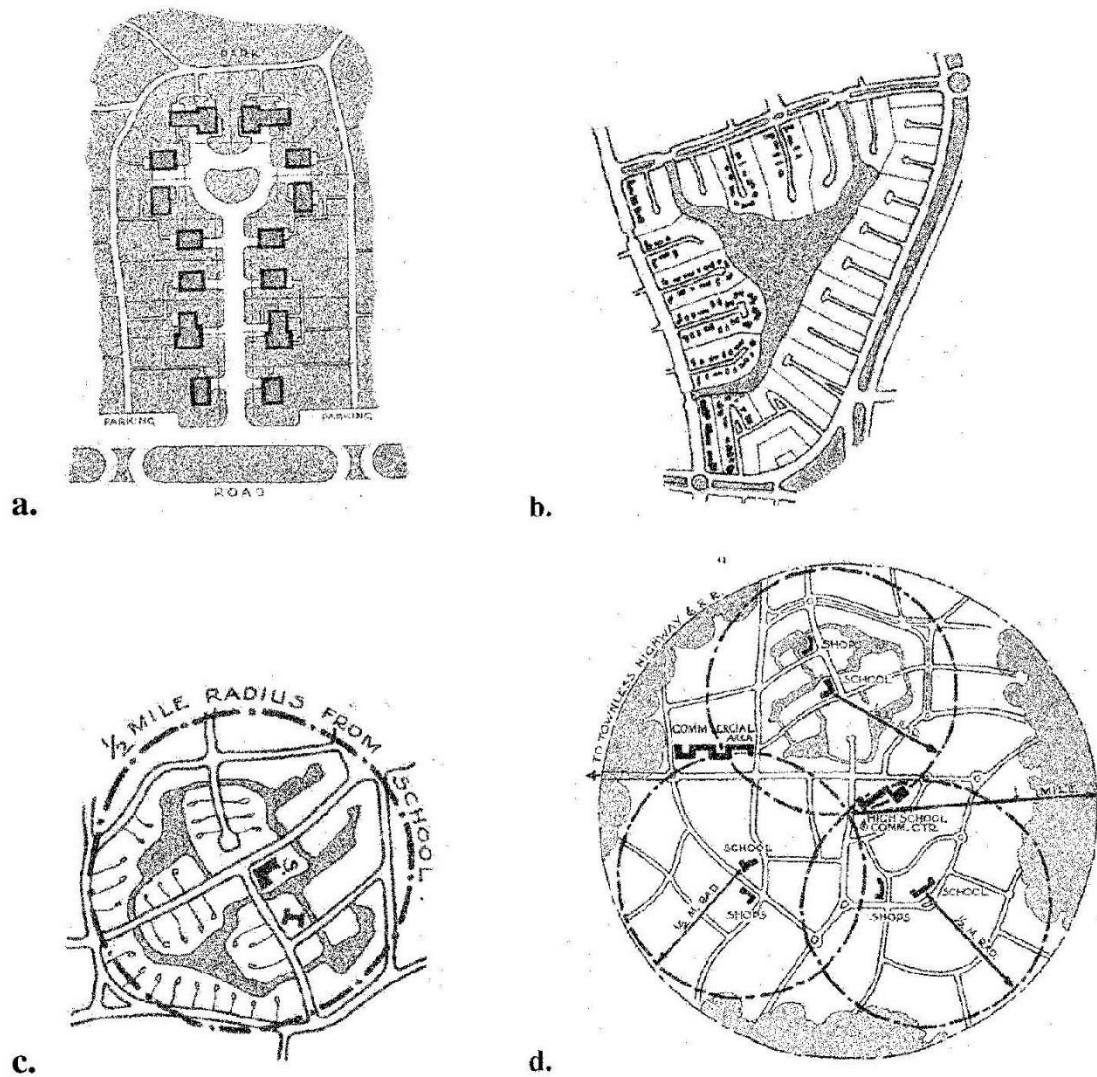 PARK
PARKING
PARKING
ROAD
a.
b.
1/2 MILE RADIUS FROM SCHOOL
S.
c.
TO TOWNLESS HIGHWAY & R.R.
SHOPS
SCHOOL
COMMERCIAL
AREA
1 MILE
HIGH SCHOOL
& COMM. CTR.
SCHOOL
SHOPS
SCHOOL
SHOPS
d.